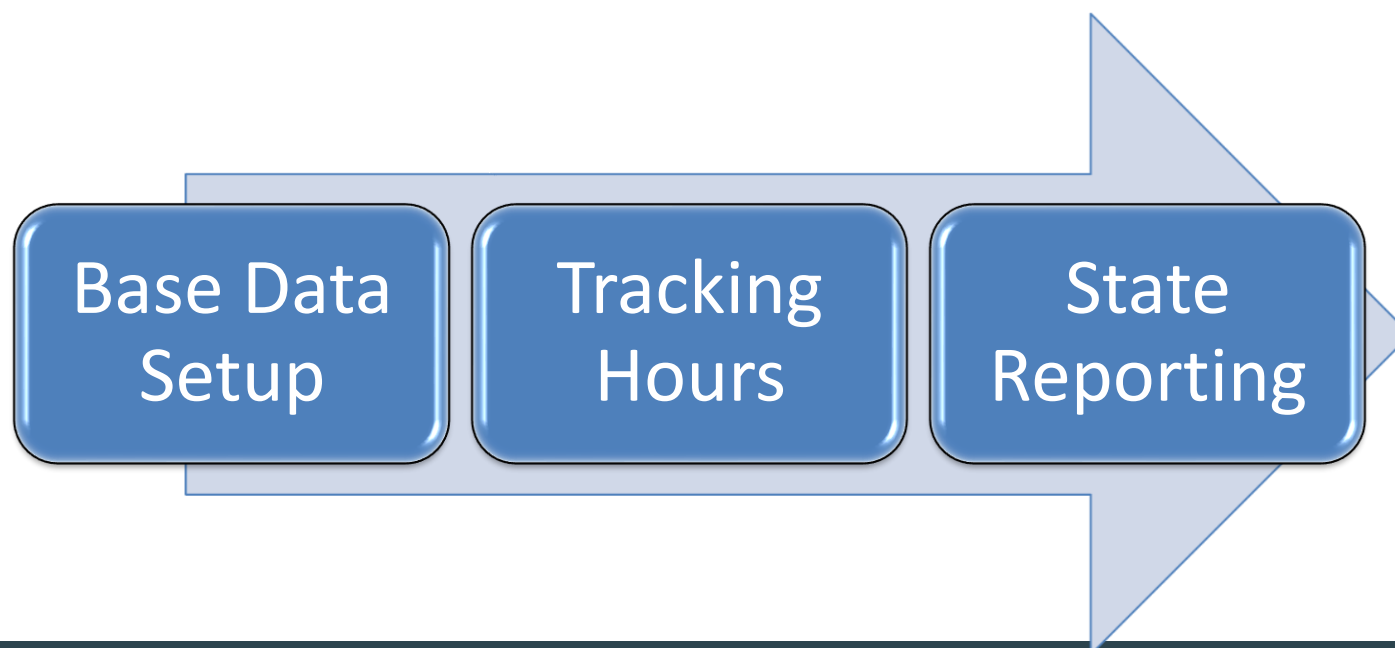 Base Data
Setup
Tracking
Hours
State
Reporting